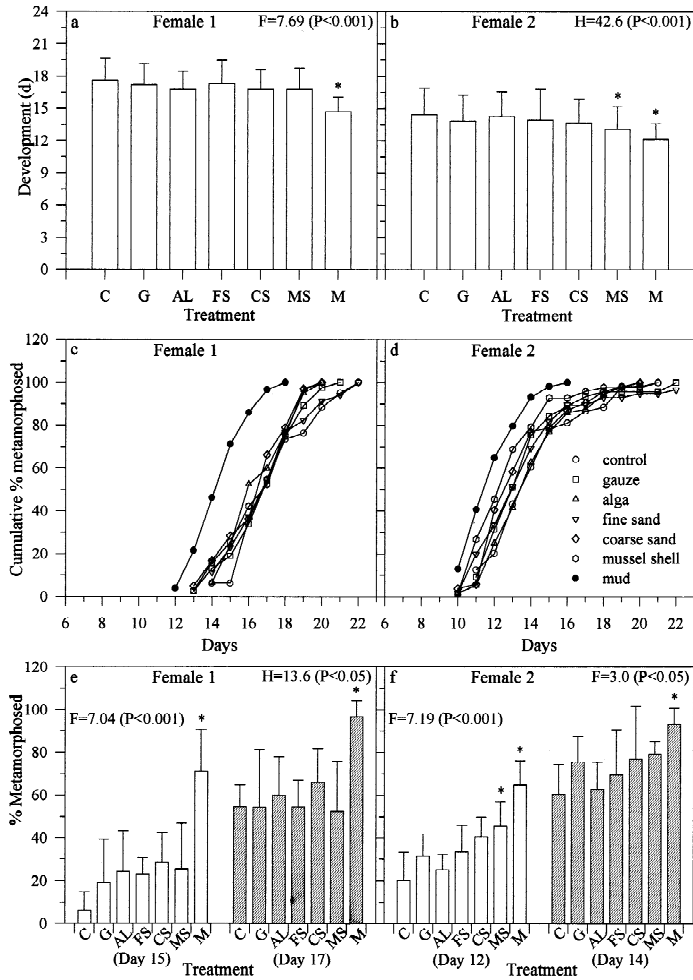 a Female 1 F=7.69 (P<0.001)
b Female 2 H=42.6 (P<0.001)
24
21
18
15
12
9
6
3
0
Development (d)
* * *
C G AL FS CS MS M
C G AL FS CS MS M
Treatment
Treatment
c Female 1
d Female 2
120
100
80
60
40
20
0
Cumulative % metamorphosed
control
gauze
alga
fine sand
coarse sand
mussel shell
mud
6 8 10 12 14 16 18 20 22
6 8 10 12 14 16 18 20 22
Days
Days
e Female 1 H=13.6 (P<0.05)
f Female 2 F=3.0 (P<0.05)
F=7.04 (P<0.001) * *
F=7.19 (P<0.001) * * *
120
100
80
60
40
20
0
% Metamorphosed
C G AL FS CS MS M C G AL FS CS MS M
C G AL FS CS MS M C G AL FS CS MS M
(Day 15) (Day 17)
(Day 12) (Day 14)
Treatment
Treatment